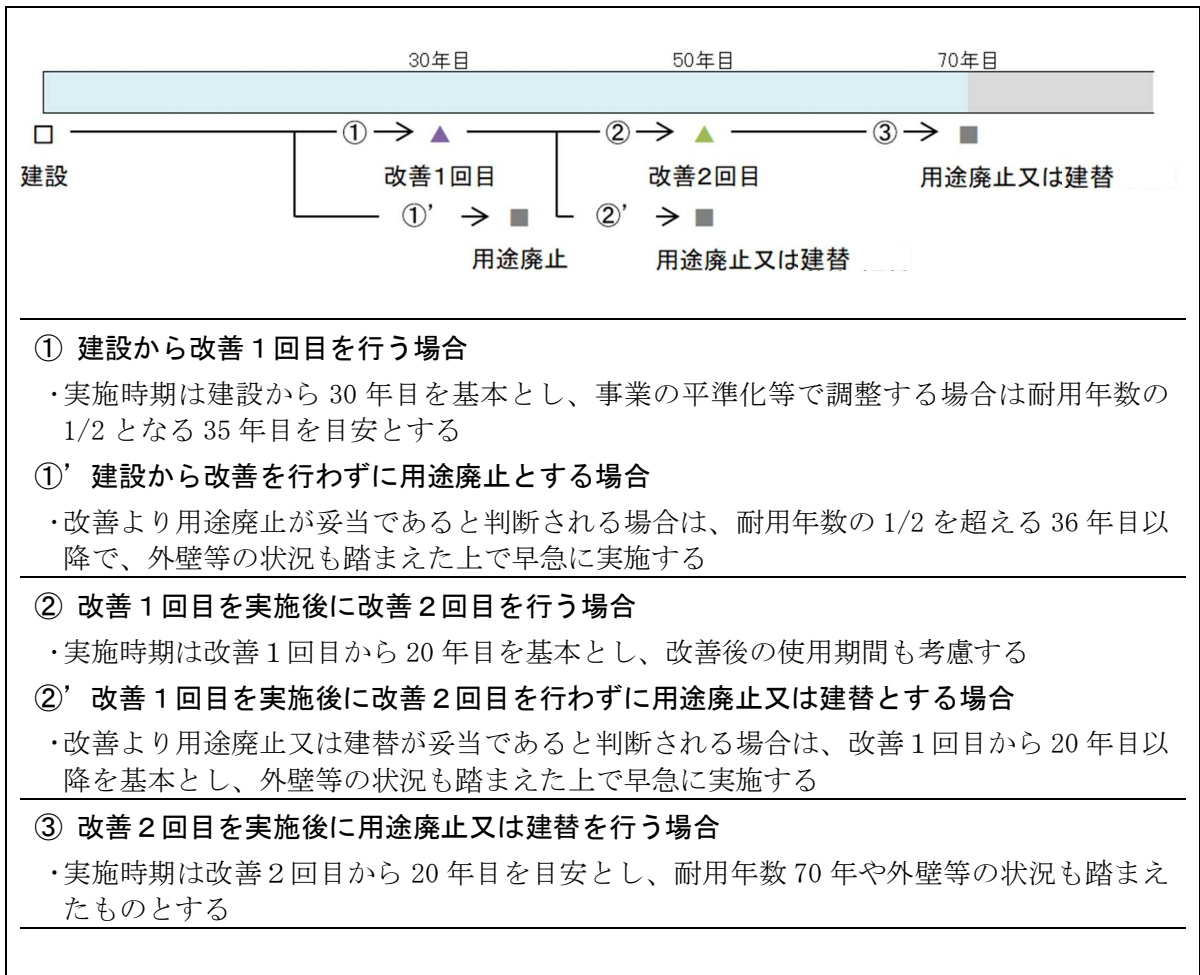 30年目 50年目 70年目
① ② ③
建設 改善1回目 改善2回目 用途廃止又は建替
①’ ②’
用途廃止 用途廃止又は建替
① 建設から改善１回目を行う場合
・実施時期は建設から 30 年目を基本とし、事業の平準化等で調整する場合は耐用年数の
1/2 となる 35 年目を目安とする
①’ 建設から改善を行わずに用途廃止とする場合
・改善より用途廃止が妥当であると判断される場合は、耐用年数の 1/2 を超える 36 年目以
降で、外壁等の状況も踏まえた上で早急に実施する
② 改善１回目を実施後に改善２回目を行う場合
・実施時期は改善１回目から 20 年目を基本とし、改善後の使用期間も考慮する
②’ 改善１回目を実施後に改善２回目を行わずに用途廃止又は建替とする場合
・改善より用途廃止又は建替が妥当であると判断される場合は、改善１回目から 20 年目以
降を基本とし、外壁等の状況も踏まえた上で早急に実施する
③ 改善２回目を実施後に用途廃止又は建替を行う場合
・実施時期は改善２回目から 20 年目を目安とし、耐用年数 70 年や外壁等の状況も踏まえ
たものとする